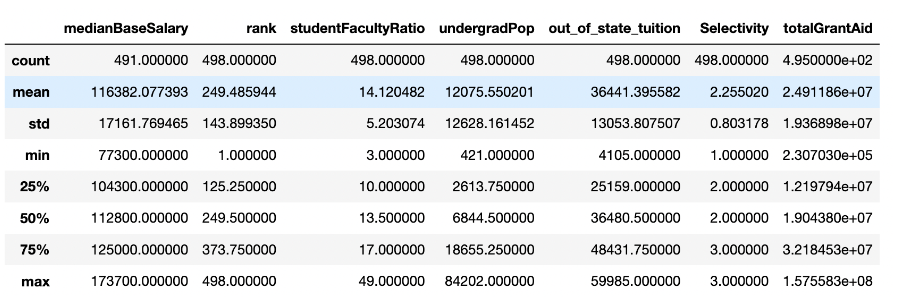 medianBaseSalary rank studentFacultyRatio undergradPop out_of_state_tuition Selectivity totalGrantAid
count 491.000000 498.000000 498.000000 498.000000 498.000000 498.000000 4.950000e+02
mean 116382.077393 249.485944 14.120482 12075.550201 36441.395582 2.255020 2.491186e+07
std 17161.769465 143.899350 5.203074 12628.161452 13053.807507 0.803178 1.936898e+07
min 77300.000000 1.000000 3.000000 421.000000 4105.000000 1.000000 2.307030e+05
25% 104300.000000 125.250000 10.000000 2613.750000 25159.000000 2.000000 1.219794e+07
50% 112800.000000 249.500000 13.500000 6844.500000 36480.500000 2.000000 1.904380e+07
75% 125000.000000 373.750000 17.000000 18655.250000 48431.750000 3.000000 3.218453e+07
max 173700.000000 498.000000 49.000000 84202.000000 59985.000000 3.000000 1.575583e+08